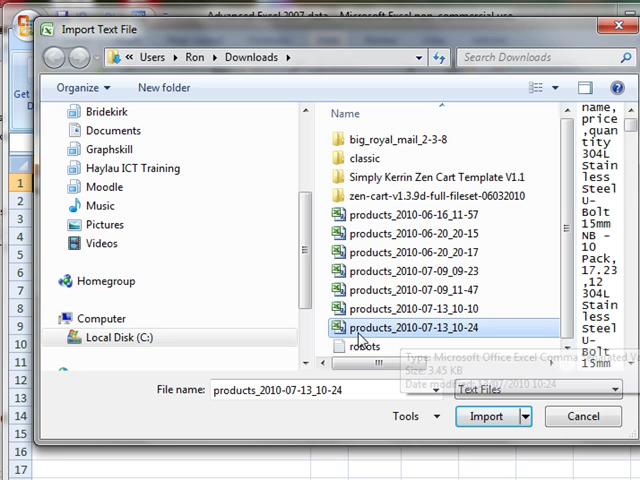 Advanced Excel 2007 data - Microsoft Excel non-commercial use
Import Text File
Users
Ron
Downloads
Search Downloads
Organize
New folder
Get
Bridekirk
Documents
Graphskill
Haylau ICT Training
Moodle
Music
Pictures
Videos
Homegroup
Computer
Local Disk (C:)
Name
big_royal_mail_2-3-8
classic
Simply Kerrin Zen Cart Template V1.1
zen-cart-v1.3.9d-full-fileset-06032010
products_2010-06-16_11-57
products_2010-06-20_20-15
products_2010-06-20_20-17
products_2010-07-09_09-23
products_2010-07-09_11-47
products_2010-07-13_10-10
products_2010-07-13_10-24
robots
name,
price
,quan
tity
304L
Stain
less
Steel
U-
Bolt
15mm
NB -
10
Pack,
17.23
,12
304L
Stain
less
Steel
U-
Bolt
15mm
Type: Microsoft Office Excel Comma
Size: 3.45 KB
Date modified: 13/07/2010 10:24
File name:
products_2010-07-13_10-24
Text Files
Tools
Import
Cancel
1
2
3
4
5
6
7
8
9
10
11
12
13
14
15
16
17